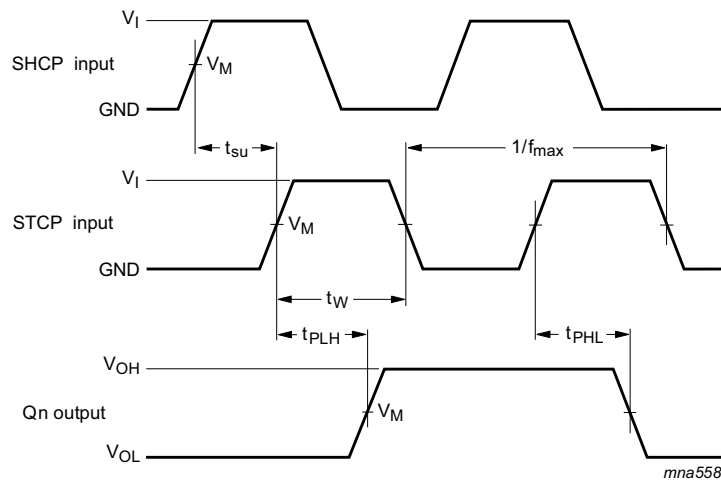 V_I
SHCP input
V_M
GND
t_su
1/f_max
V_I
STCP input
V_M
GND
t_W
t_PLH
t_PHL
V_OH
Qn output
V_M
V_OL
mna558